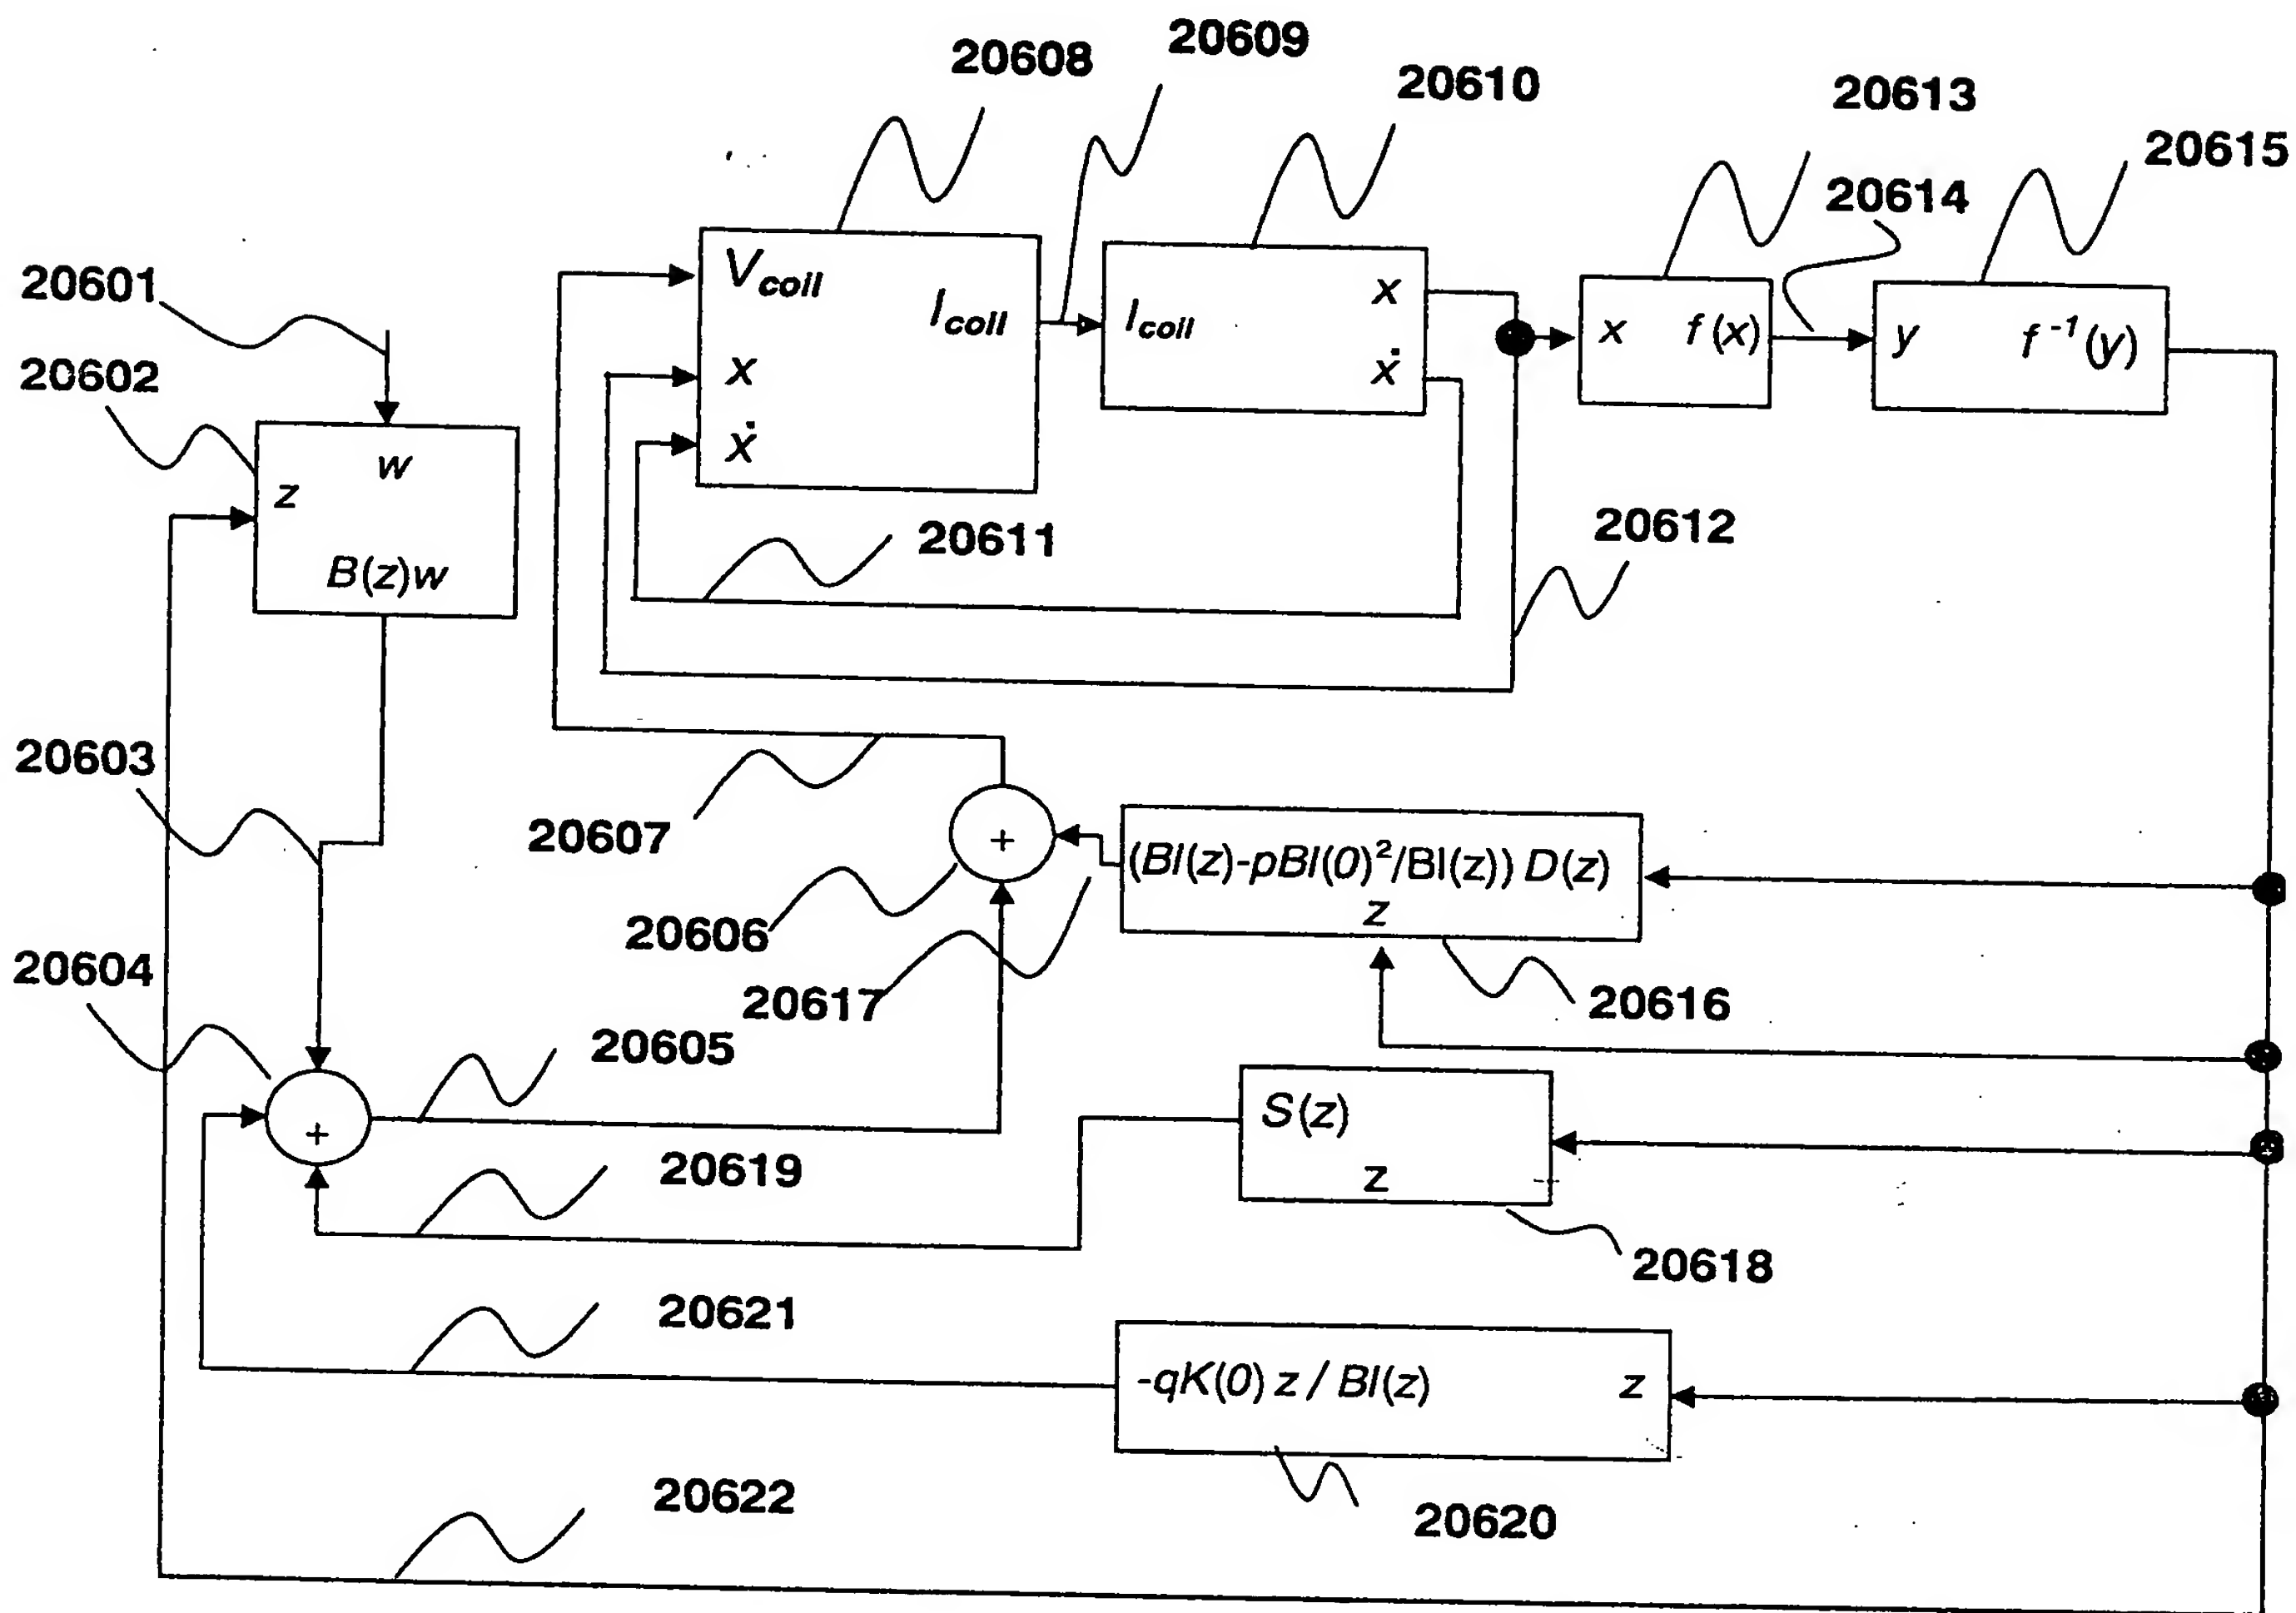 20608
20609
20610
20613
20615
20614
20601
20602
V_coil
I_coil
x
ẋ
I_coil
x
ẋ
x f(x)
y f⁻¹(y)
w
z
B(z)w
20611
20612
20603
20607
+
(Bl(z)-pBl(0)²/Bl(z)) D(z)
z
20606
20604
20617
20616
20605
+
S(z)
z
20619
20618
20621
-qK(0) z / Bl(z) z
20622
20620